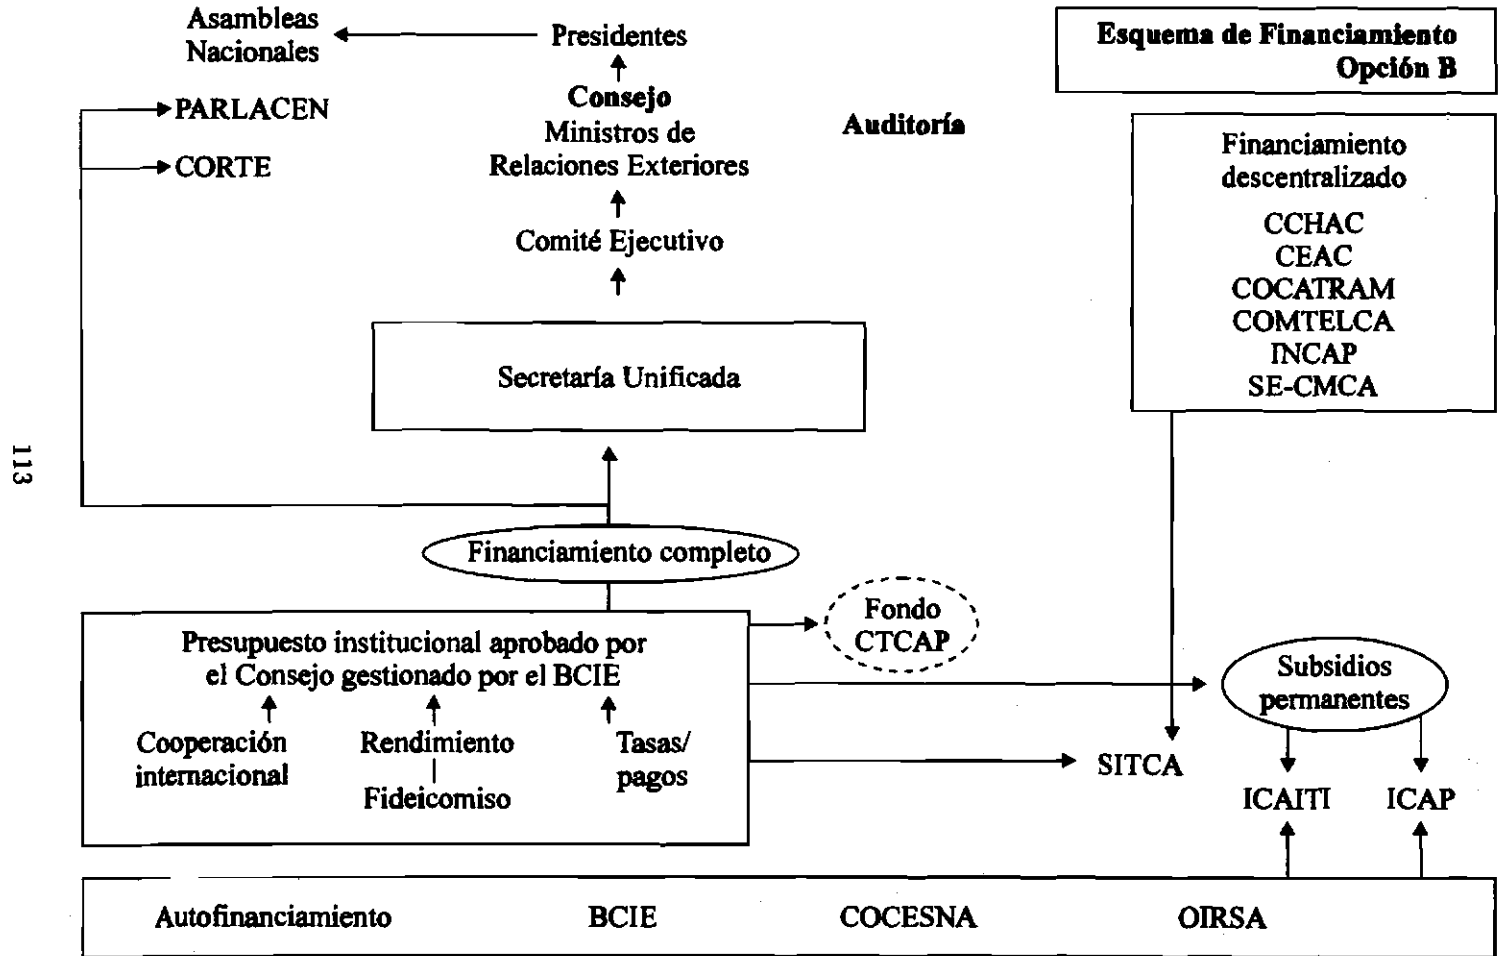 Esquema de Financiamiento
Opción B
Asambleas
Nacionales
Presidentes
PARLACEN
CORTE
Consejo
Ministros de
Relaciones Exteriores
Auditoría
Comité Ejecutivo
Secretaría Unificada
Financiamiento
descentralizado
CCHAC
CEAC
COCATRAM
COMTELCA
INCAP
SE-CMCA
Financiamiento completo
Presupuesto institucional aprobado por
el Consejo gestionado por el BCIE
Cooperación
internacional
Rendimiento
Fideicomiso
Tasas/
pagos
Fondo
CTCAP
Subsidios
permanentes
SITCA
ICAITI
ICAP
Autofinanciamiento
BCIE
COCESNA
OIRSA
113